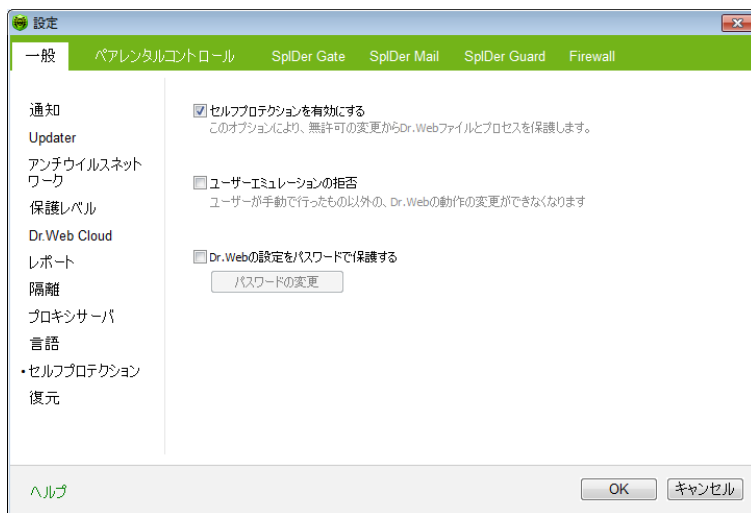 設定
一般 ペアレンタルコントロール SpIDer Gate SpIDer Mail SpIDer Guard Firewall
通知
Updater
アンチウイルスネット
ワーク
保護レベル
Dr.Web Cloud
レポート
隔離
プロキシサーバ
言語
・セルフプロテクション
復元
セルフプロテクションを有効にする
このオプションにより、無許可の変更からDr.Webファイルとプロセスを保護します。
ユーザーエミュレーションの拒否
ユーザーが手動で行ったもの以外の、Dr.Webの動作の変更ができなくなります
Dr.Webの設定をパスワードで保護する
パスワードの変更
ヘルプ
OK キャンセル